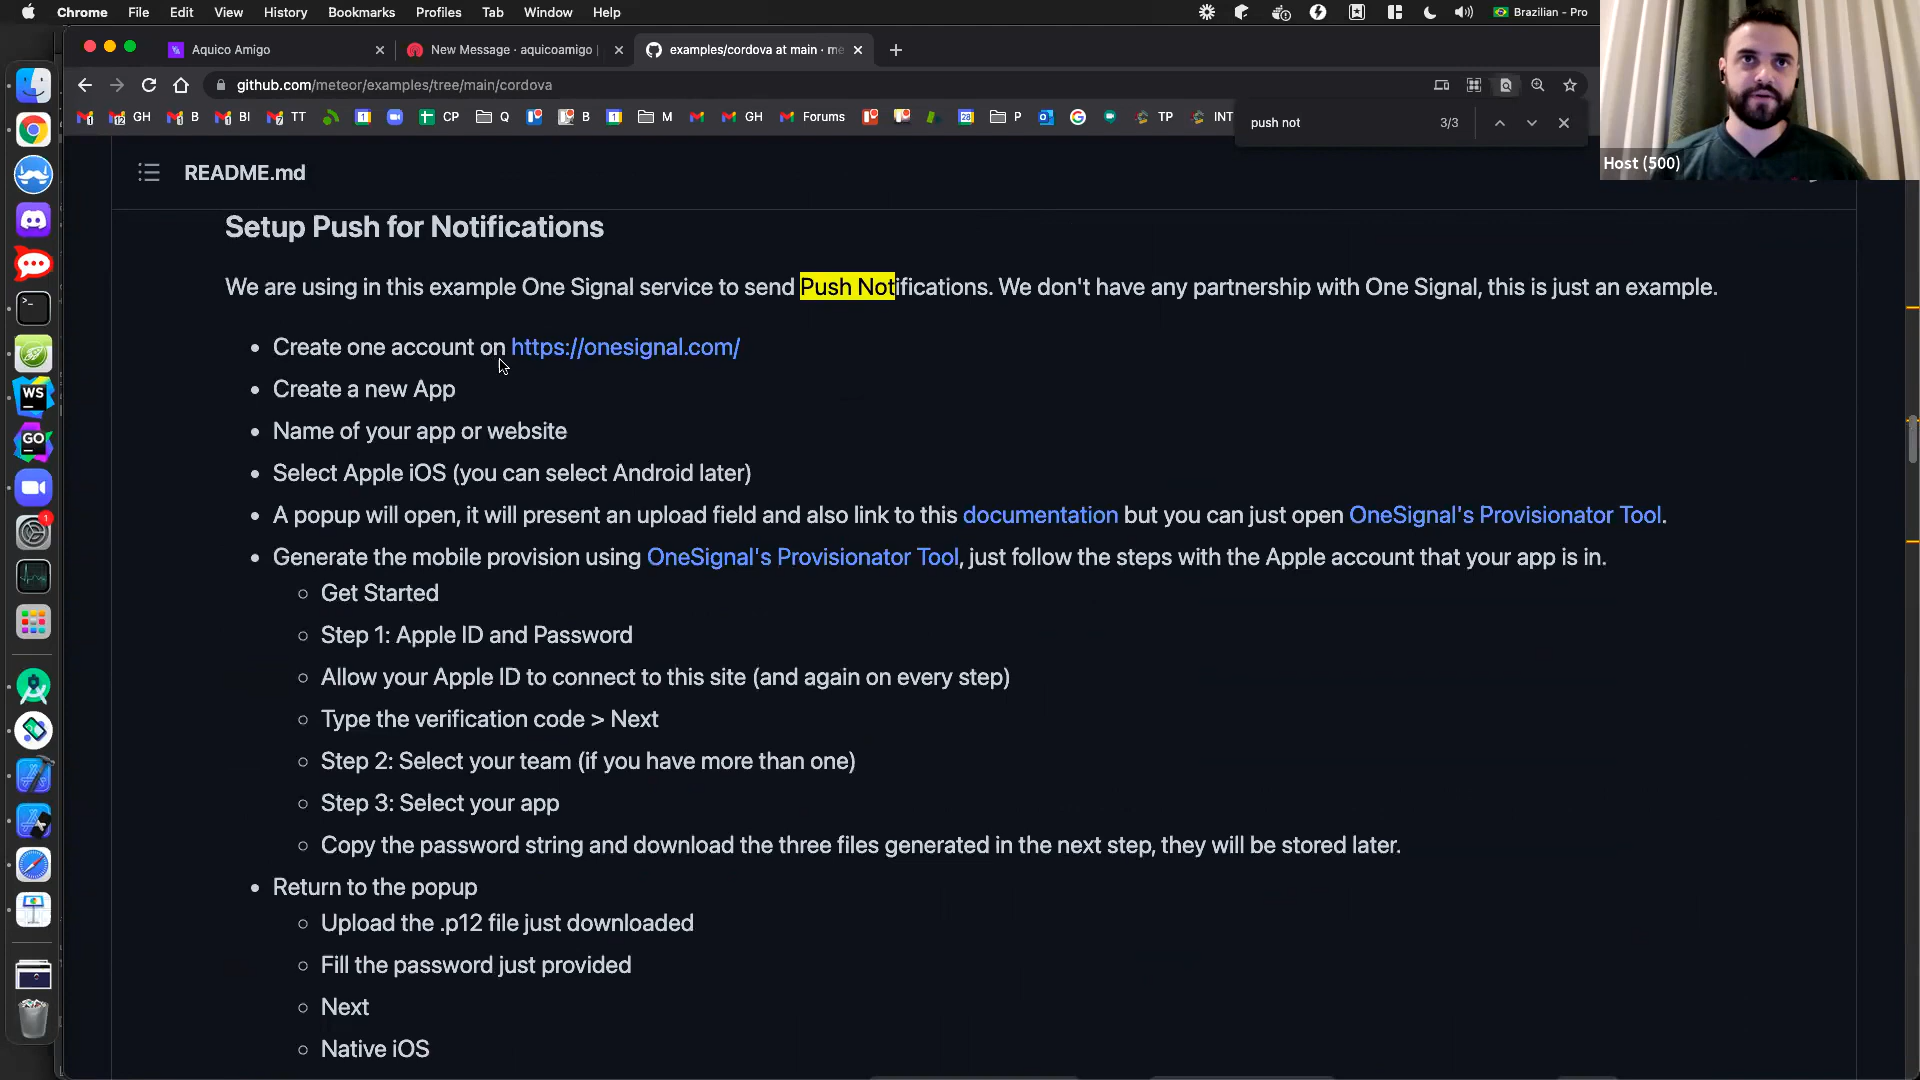 Chrome File Edit View History Bookmarks Profiles Tab Window Help Brazilian - Pro
Aquico Amigo New Message · aquicoamigo examples/cordova at main · me
github.com/meteor/examples/tree/main/cordova
GH B BI TT CP Q B M GH Forums P TP INT
push not 3/3
Host (500)
README.md
Setup Push for Notifications
We are using in this example One Signal service to send Push Notifications. We don't have any partnership with One Signal, this is just an example.
• Create one account on https://onesignal.com/
• Create a new App
• Name of your app or website
• Select Apple iOS (you can select Android later)
• A popup will open, it will present an upload field and also link to this documentation but you can just open OneSignal's Provisionator Tool.
• Generate the mobile provision using OneSignal's Provisionator Tool, just follow the steps with the Apple account that your app is in.
◦ Get Started
◦ Step 1: Apple ID and Password
◦ Allow your Apple ID to connect to this site (and again on every step)
◦ Type the verification code > Next
◦ Step 2: Select your team (if you have more than one)
◦ Step 3: Select your app
◦ Copy the password string and download the three files generated in the next step, they will be stored later.
• Return to the popup
◦ Upload the .p12 file just downloaded
◦ Fill the password just provided
◦ Next
◦ Native iOS
WS
GO